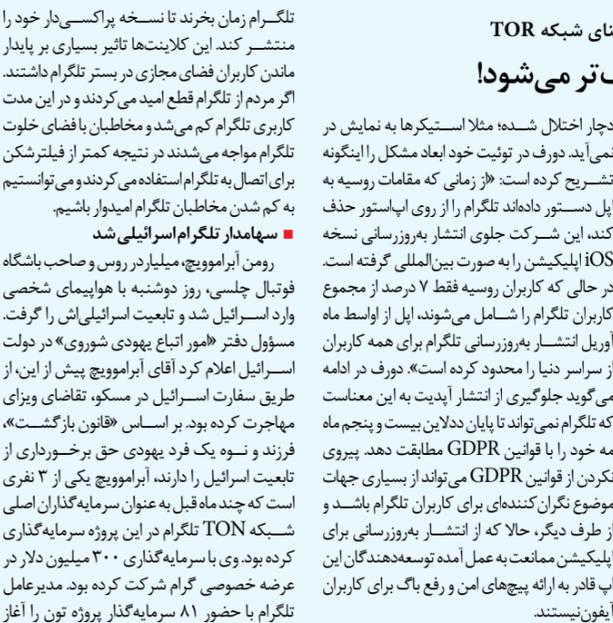 شبکه TOR
می‌شود!
دچار اختلال شده؛ مثلا استیکرها به نمایش در
نمی‌آید. دورف در توئیت خود ابعاد مشکل را اینگونه
تشریح کرده است: «از زمانی که مقامات روسیه به
اپل دستور داده‌اند تلگرام را از روی اپ‌استور حذف
کند، این شرکت جلوی انتشار به‌روزرسانی نسخه
iOS اپلیکیشن را به صورت بین‌المللی گرفته است.
در حالی که کاربران روسیه فقط ۷ درصد از مجموع
کاربران تلگرام را شامل می‌شوند، اپل از اواسط ماه
آوریل انتشار به‌روزرسانی تلگرام برای همه کاربران
از سراسر دنیا را محدود کرده است». دورف در ادامه
می‌گوید جلوگیری از انتشار آپدیت به این معناست
که تلگرام نمی‌تواند تا پایان ددلاین بیست و پنجم ماه
مه خود را با قوانین GDPR مطابقت دهد. پیروی
نکردن از قوانین GDPR می‌تواند از بسیاری جهات
موضوع نگران‌کننده‌ای برای کاربران تلگرام باشد و
از طرف دیگر، حالا که از انتشار به‌روزرسانی برای
اپلیکیشن ممانعت به عمل آمده توسعه‌دهندگان این
اپ قادر به ارائه پیچ‌های امن و رفع باگ برای کاربران
آیفون نیستند.
تلگرام زمان بخرند تا نسخه پراکسی‌دار خود را
منتشر کند. این کلاینت‌ها تاثیر بسیاری بر پایدار
ماندن کاربران فضای مجازی در بستر تلگرام داشتند.
اگر مردم از تلگرام قطع امید می‌کردند و در این مدت
کاربری تلگرام کم می‌شد و مخاطبان با فضای خلوت
تلگرام مواجه می‌شدند در نتیجه کمتر از فیلترشکن
برای اتصال به تلگرام استفاده می‌کردند و می‌توانستیم
به کم شدن مخاطبان تلگرام امیدوار باشیم.
■ سهامدار تلگرام اسرائیلی شد
رومن آبراموویچ، میلیاردر روس و صاحب باشگاه
فوتبال چلسی، روز دوشنبه با هواپیمای شخصی
وارد اسرائیل شد و تابعیت اسرائیلی‌اش را گرفت.
مسؤول دفتر «امور اتباع یهودی شوروی» در دولت
اسرائیل اعلام کرد آقای آبراموویچ پیش از این، از
طریق سفارت اسرائیل در مسکو، تقاضای ویزای
مهاجرت کرده بود. بر اساس «قانون بازگشت»،
فرزند و نوه یک فرد یهودی حق برخورداری از
تابعیت اسرائیل را دارند، آبراموویچ یکی از ۳ نفری
است که چند ماه قبل به عنوان سرمایه‌گذاران اصلی
شبکه TON تلگرام در این پروژه سرمایه‌گذاری
کرده بود. وی با سرمایه‌گذاری ۳۰۰ میلیون دلار در
عرضه خصوصی گرام شرکت کرده بود. مدیرعامل
تلگرام با حضور ۸۱ سرمایه‌گذار پروژه تون را آغاز